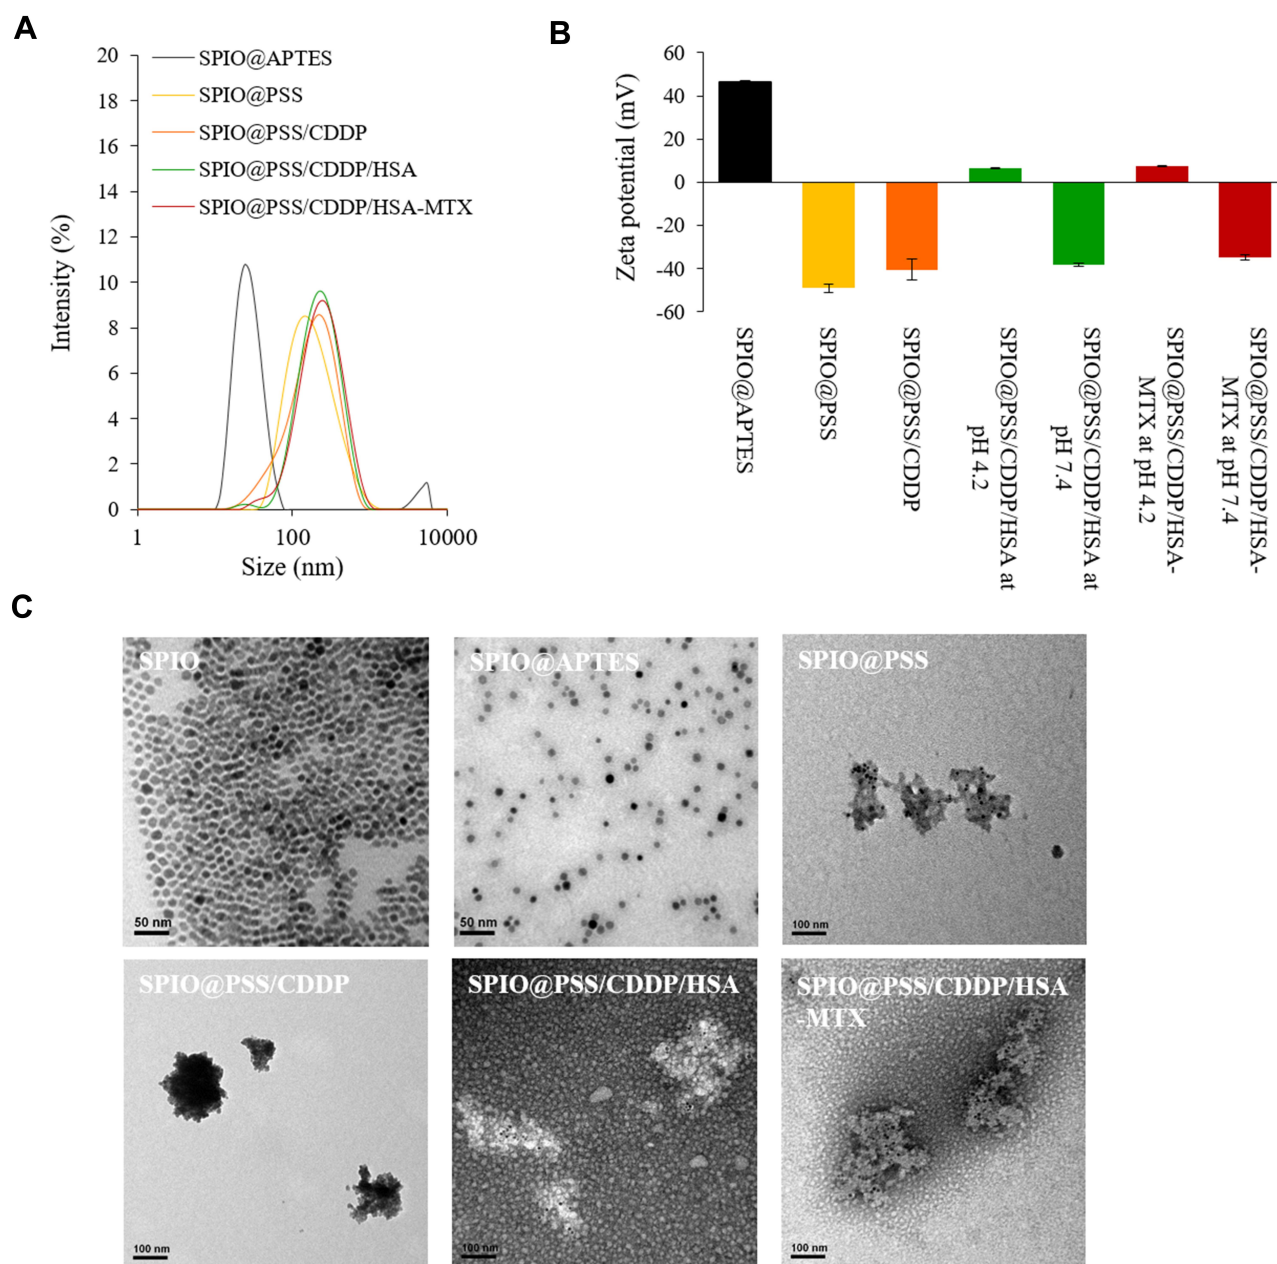 A
20
18
16
14
12
10
8
6
4
2
0
Intensity (%)
1
100
10000
Size (nm)
SPIO@APTES
SPIO@PSS
SPIO@PSS/CDDP
SPIO@PSS/CDDP/HSA
SPIO@PSS/CDDP/HSA-MTX
B
60
40
20
0
-20
-40
-60
Zeta potential (mV)
SPIO@APTES
SPIO@PSS
SPIO@PSS/CDDP
SPIO@PSS/CDDP/HSA at
pH 4.2
SPIO@PSS/CDDP/HSA at
pH 7.4
SPIO@PSS/CDDP/HSA-
MTX at pH 4.2
SPIO@PSS/CDDP/HSA-
MTX at pH 7.4
C
SPIO
50 nm
SPIO@APTES
50 nm
SPIO@PSS
100 nm
SPIO@PSS/CDDP
100 nm
SPIO@PSS/CDDP/HSA
100 nm
SPIO@PSS/CDDP/HSA
-MTX
100 nm